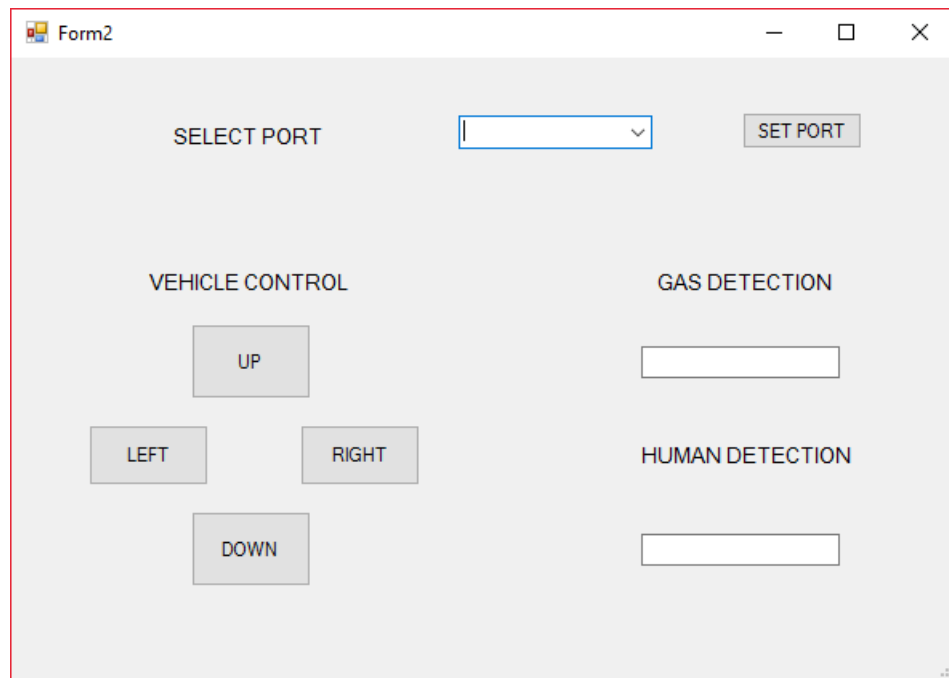 Form2
SELECT PORT
SET PORT
VEHICLE CONTROL
GAS DETECTION
UP
LEFT
RIGHT
HUMAN DETECTION
DOWN